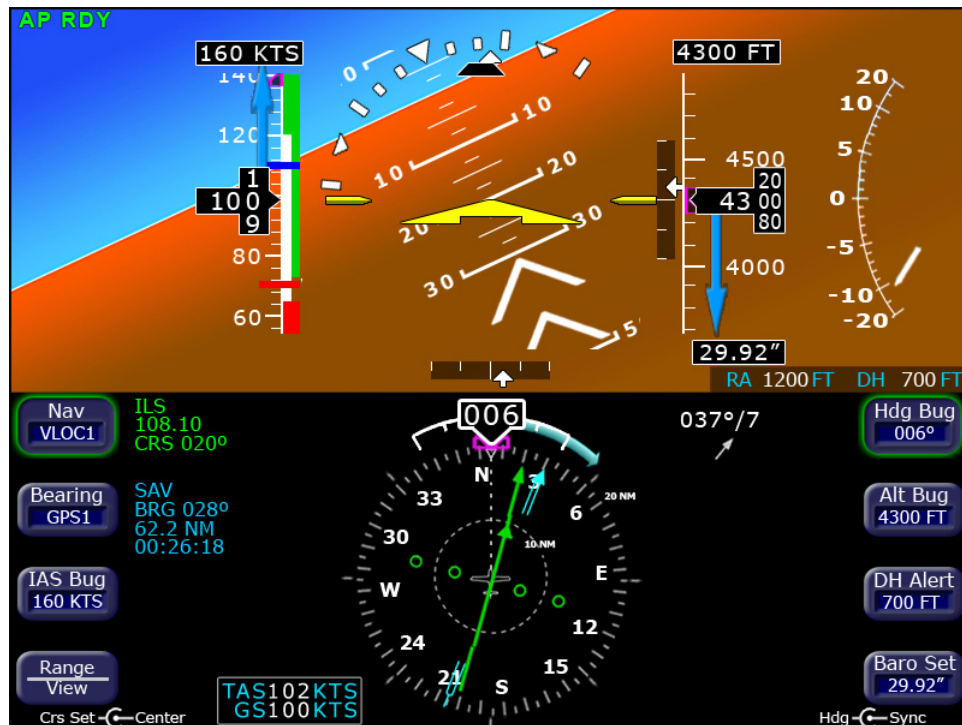 AP RDY
160 KTS
4300 FT
140
120
1
100
9
80
60
0
10
10
20
20
30
30
5
4500
20
43 00
80
4000
29.92”
20
10
5
0
-5
-10
-20
RA 1200 FT DH 700 FT
Nav
VLOC1
ILS
108.10
CRS 020º
Bearing
GPS1
SAV
BRG 028º
62.2 NM
00:26:18
IAS Bug
160 KTS
Range
View
Crs Set Center
TAS 102 KTS
GS 100 KTS
006
N
3
6
E
12
15
S
21
24
W
30
33
20 NM
10 NM
037°/7
Hdg Bug
006°
Alt Bug
4300 FT
DH Alert
700 FT
Baro Set
29.92”
Hdg Sync